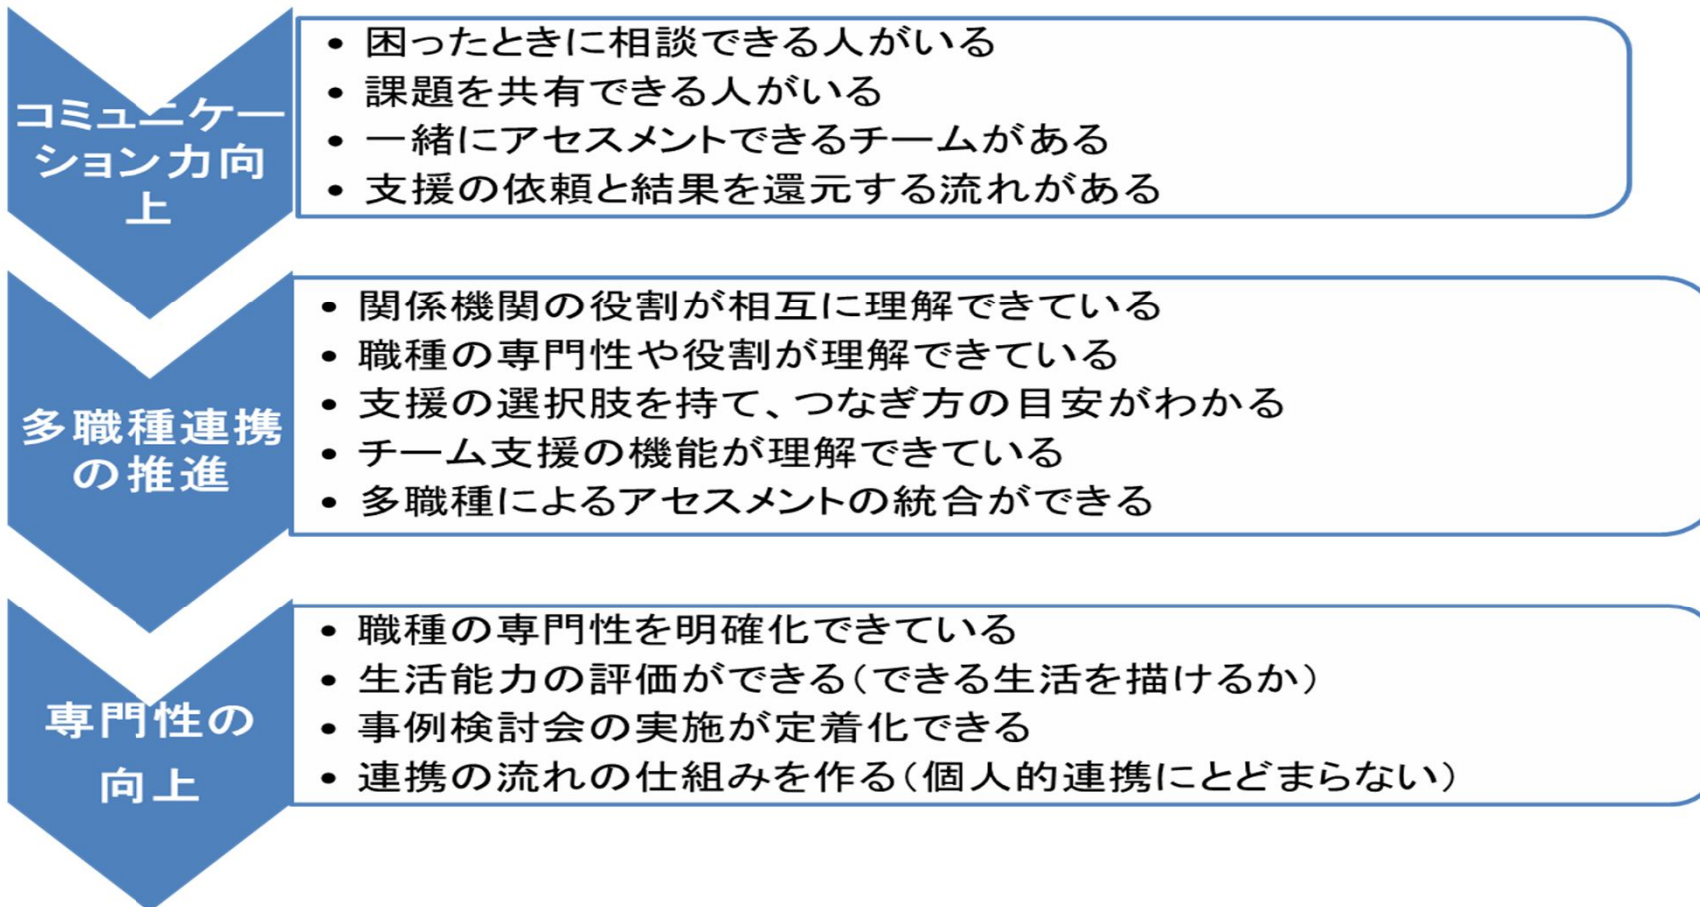 コミュニケー
ション力向
上
• 困ったときに相談できる人がいる
• 課題を共有できる人がいる
• 一緒にアセスメントできるチームがある
• 支援の依頼と結果を還元する流れがある
多職種連携
の推進
• 関係機関の役割が相互に理解できている
• 職種の専門性や役割が理解できている
• 支援の選択肢を持て、つなぎ方の目安がわかる
• チーム支援の機能が理解できている
• 多職種によるアセスメントの統合ができる
専門性の
向上
• 職種の専門性を明確化できている
• 生活能力の評価ができる(できる生活を描けるか)
• 事例検討会の実施が定着化できる
• 連携の流れの仕組みを作る(個人的連携にとどまらない)